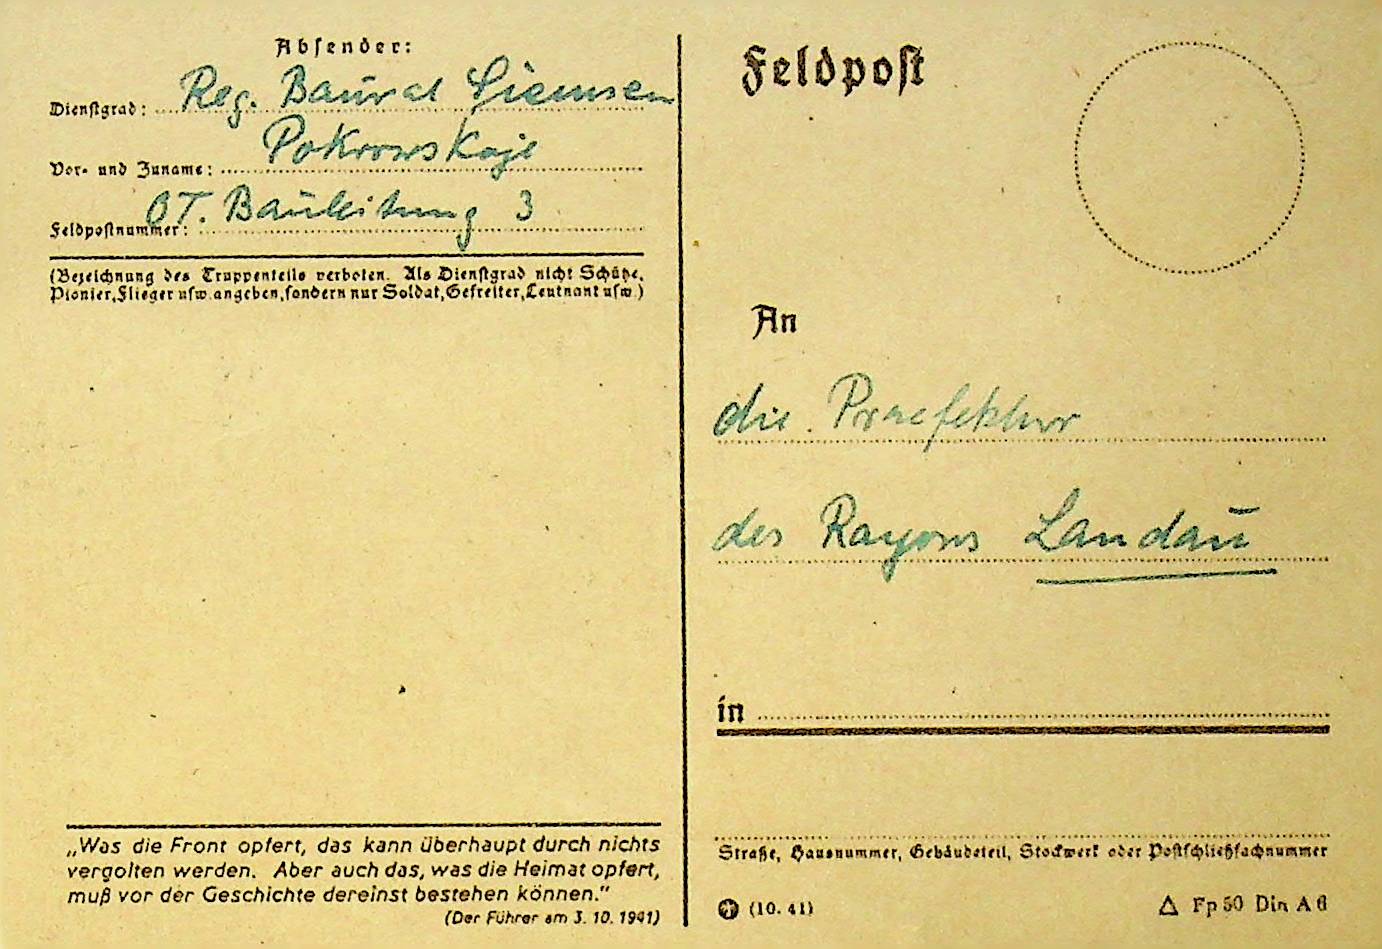 Absender:
Dienstgrad: Reg. Baurat Siemsen
Vor- und Zuname: Pokrowskoje
Feldpostnummer: OT. Bauleitung 3
(Bezeichnung des Truppenteils verboten. Als Dienstgrad nicht Schütze,
Pionier, Flieger usw. angeben, sondern nur Soldat, Gefreiter, Leutnant usw.)
„Was die Front opfert, das kann überhaupt durch nichts
vergolten werden. Aber auch das, was die Heimat opfert,
muß vor der Geschichte dereinst bestehen können.“
(Der Führer am 3. 10. 1941)
Feldpost
An
die Praefektur
des Rayons Landau
in
Straße, Hausnummer, Gebäudeteil, Stockwerk oder Postschließfachnummer
(10. 41)
Fp 50 Din A 6